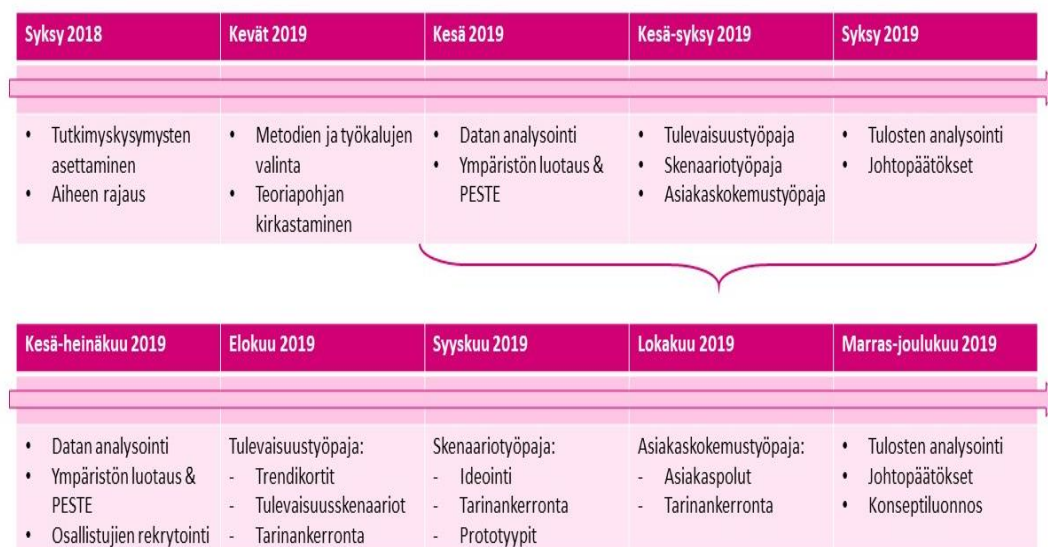 Syksy 2018
Kevät 2019
Kesä 2019
Kesä-syksy 2019
Syksy 2019
• Tutkimyskysymysten
asettaminen
• Aiheen rajaus
• Metodien ja työkalujen
valinta
• Teoriapohjan
kirkastaminen
• Datan analysointi
• Ympäristön luotaus &
PESTE
• Tulevaisuustyöpaja
• Skenaariotyöpaja
• Asiakaskokemustyöpaja
• Tulosten analysointi
• Johtopäätökset
Kesä-heinäkuu 2019
Elokuu 2019
Syyskuu 2019
Lokakuu 2019
Marras-joulukuu 2019
• Datan analysointi
• Ympäristön luotaus &
PESTE
• Osallistujien rekrytointi
Tulevaisuustyöpaja:
- Trendikortit
- Tulevaisuusskenaariot
- Tarinankerronta
Skenaariotyöpaja:
- Ideointi
- Tarinankerronta
- Prototyypit
Asiakaskokemustyöpaja:
- Asiakaspolut
- Tarinankerronta
• Tulosten analysointi
• Johtopäätökset
• Konseptiluonnos